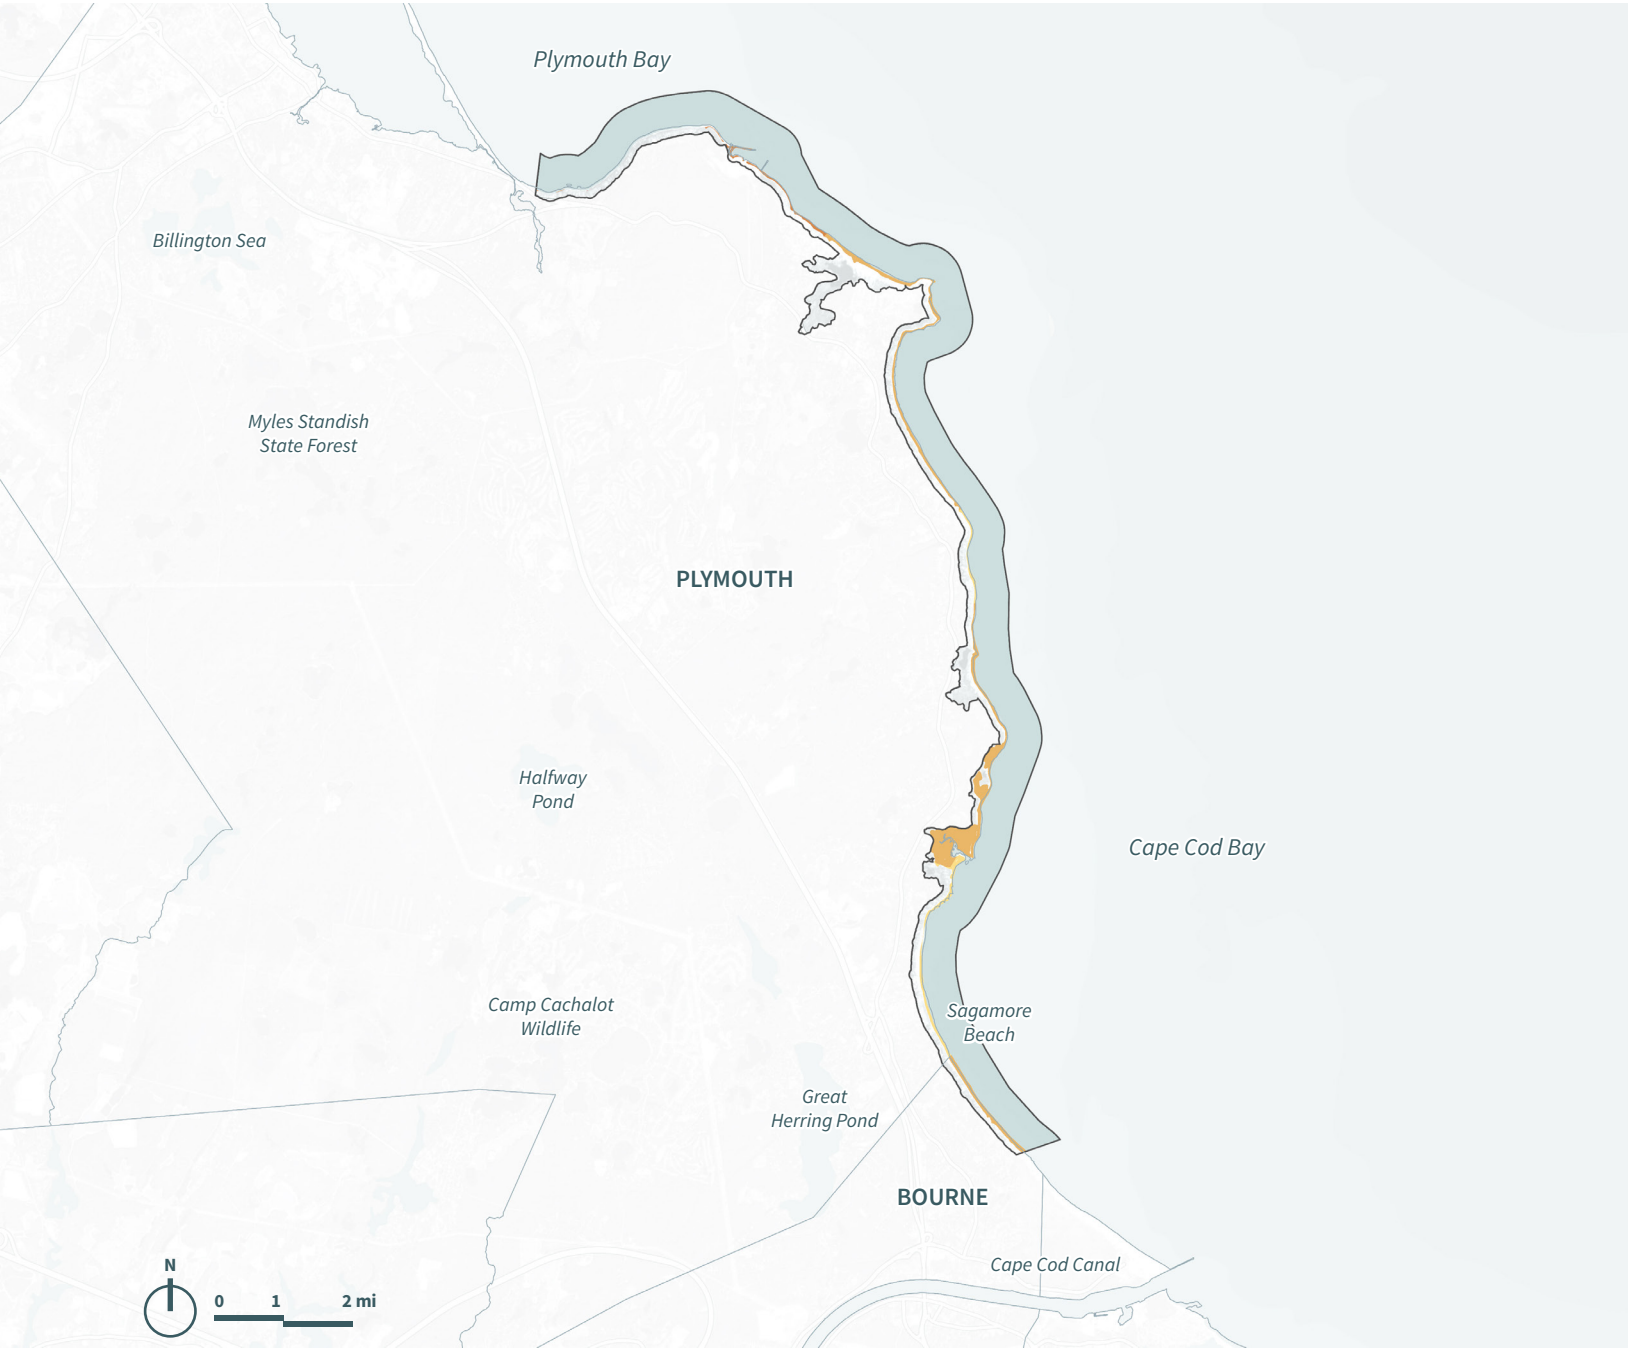 Plymouth Bay
Billington Sea
Myles Standish
State Forest
PLYMOUTH
Halfway
Pond
Cape Cod Bay
Camp Cachalot
Wildlife
Sagamore
Beach
Great
Herring Pond
BOURNE
Cape Cod Canal
N
0 1 2 mi